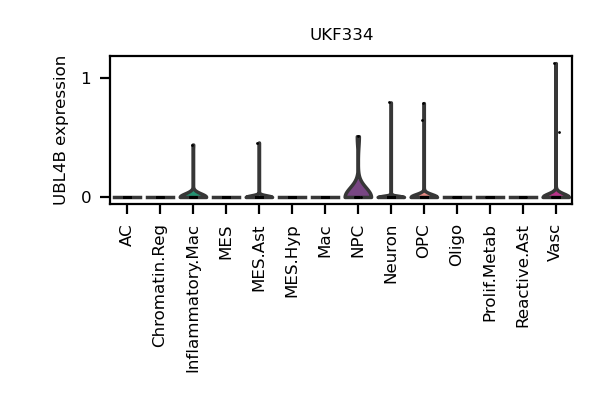 UKF334
UBL4B expression
1
0
AC
Chromatin.Reg
Inflammatory.Mac
MES
MES.Ast
MES.Hyp
Mac
NPC
Neuron
OPC
Oligo
Prolif.Metab
Reactive.Ast
Vasc